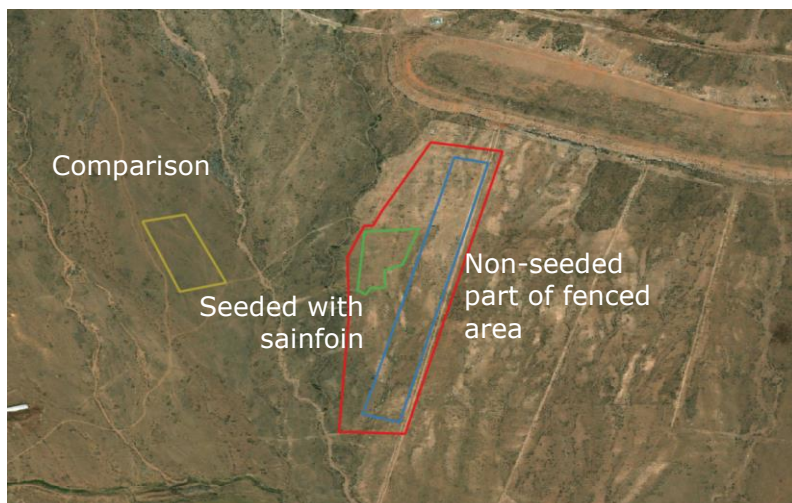 Comparison
Seeded with
sainfoin
Non-seeded
part of fenced
area